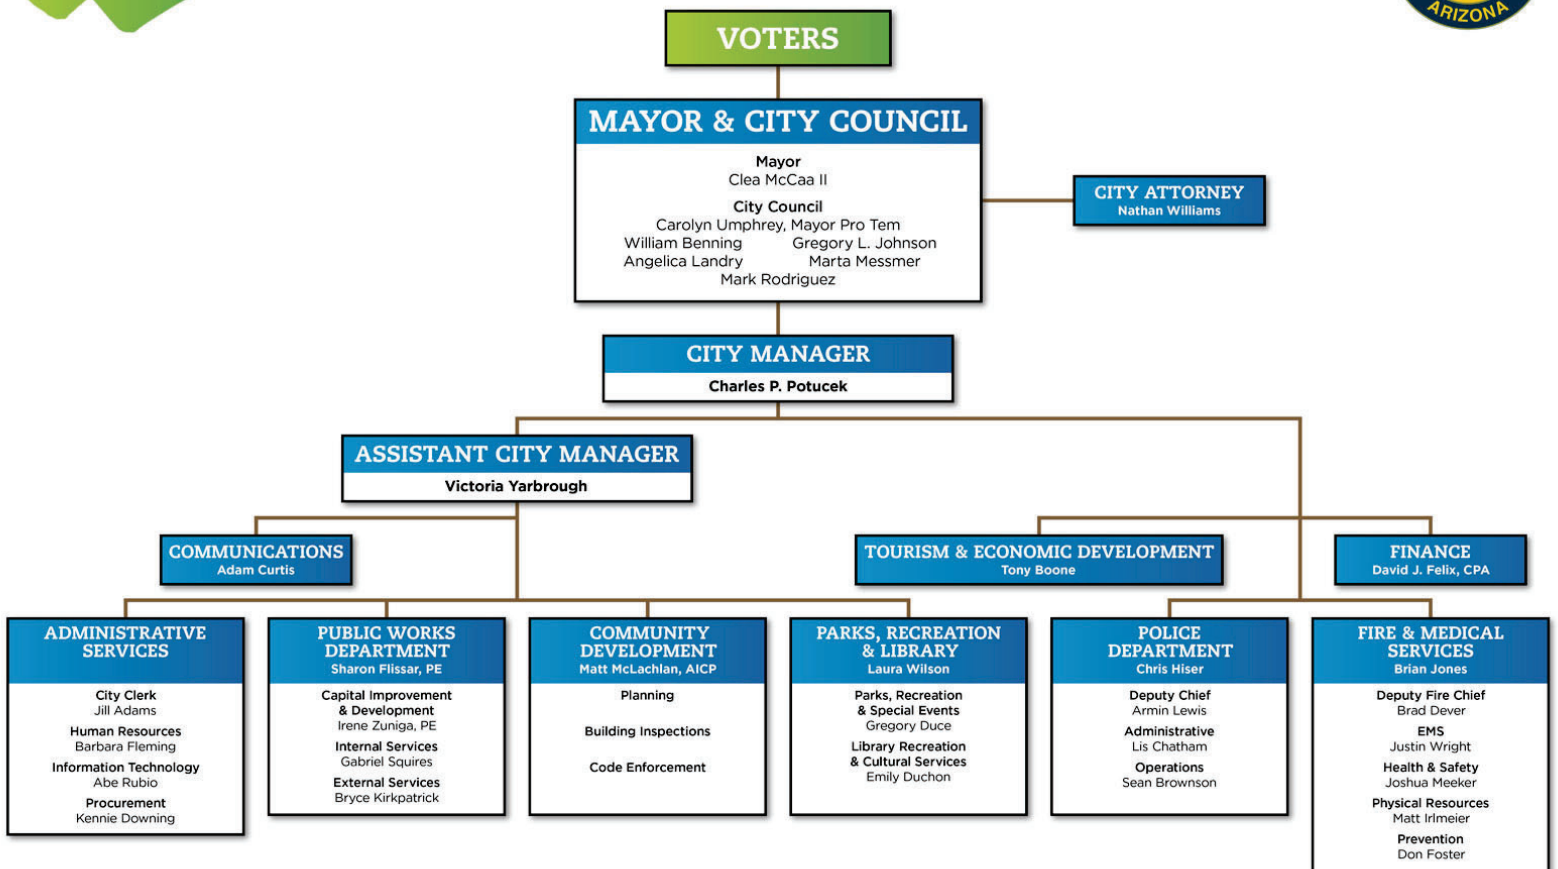 ARIZONA
VOTERS
MAYOR & CITY COUNCIL
Mayor
Clea McCaa II
City Council
Carolyn Umphrey, Mayor Pro Tem
William Benning Gregory L. Johnson
Angelica Landry Marta Messmer
Mark Rodriguez
CITY ATTORNEY
Nathan Williams
CITY MANAGER
Charles P. Potucek
ASSISTANT CITY MANAGER
Victoria Yarbrough
COMMUNICATIONS
Adam Curtis
TOURISM & ECONOMIC DEVELOPMENT
Tony Boone
FINANCE
David J. Felix, CPA
ADMINISTRATIVE
SERVICES
City Clerk
Jill Adams
Human Resources
Barbara Fleming
Information Technology
Abe Rubio
Procurement
Kennie Downing
PUBLIC WORKS
DEPARTMENT
Sharon Flissar, PE
Capital Improvement
& Development
Irene Zuniga, PE
Internal Services
Gabriel Squires
External Services
Bryce Kirkpatrick
COMMUNITY
DEVELOPMENT
Matt McLachlan, AICP
Planning
Building Inspections
Code Enforcement
PARKS, RECREATION
& LIBRARY
Laura Wilson
Parks, Recreation
& Special Events
Gregory Duce
Library Recreation
& Cultural Services
Emily Duchon
POLICE
DEPARTMENT
Chris Hiser
Deputy Chief
Armin Lewis
Administrative
Lis Chatham
Operations
Sean Brownson
FIRE & MEDICAL
SERVICES
Brian Jones
Deputy Fire Chief
Brad Dever
EMS
Justin Wright
Health & Safety
Joshua Meeker
Physical Resources
Matt Irlmeier
Prevention
Don Foster